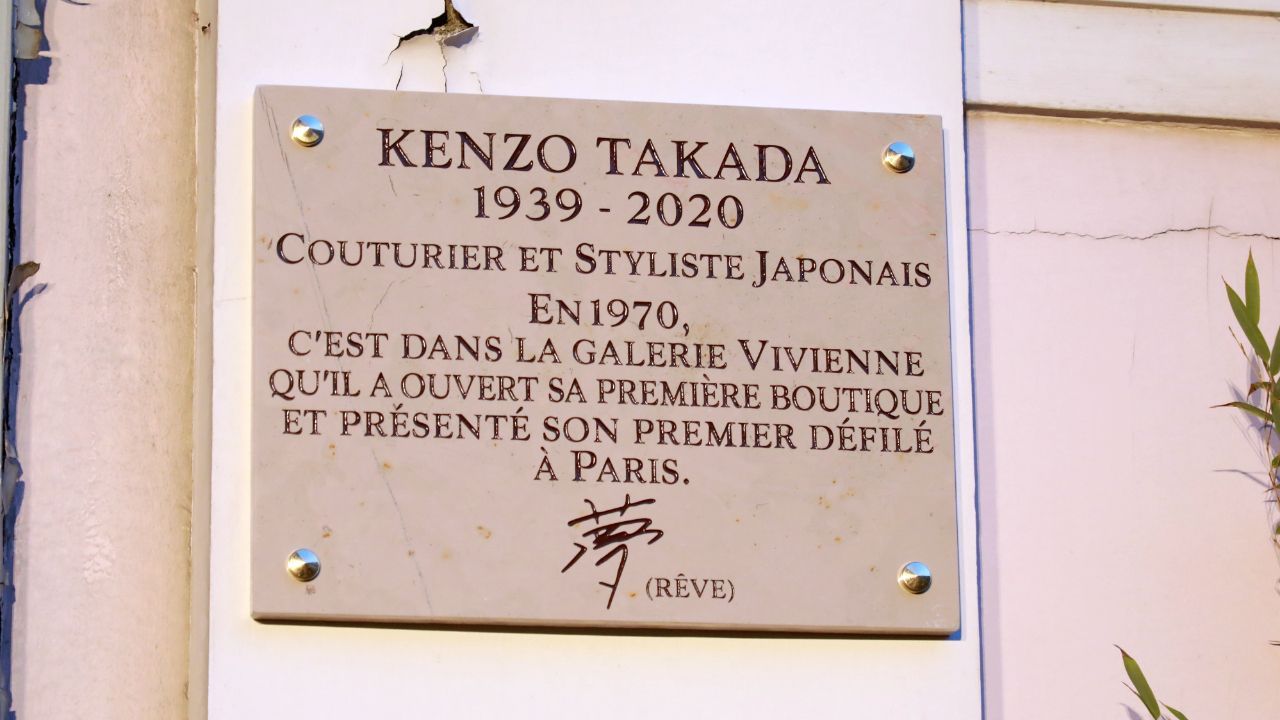 KENZO TAKADA
1939 - 2020
COUTURIER ET STYLISTE JAPONAIS
EN 1970,
C'EST DANS LA GALERIE VIVIENNE
QU'IL A OUVERT SA PREMIÈRE BOUTIQUE
ET PRÉSENTÉ SON PREMIER DÉFILÉ
À PARIS.
夢
(RÊVE)